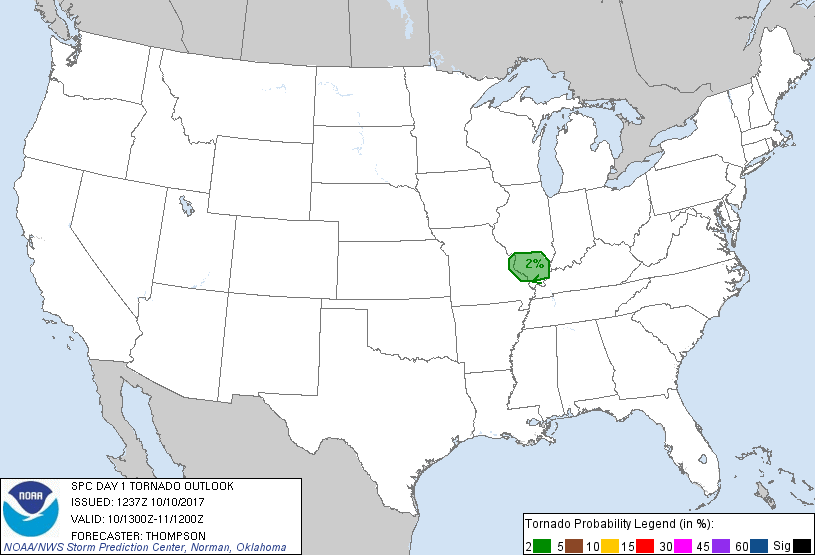 2%
NOAA
SPC DAY 1 TORNADO OUTLOOK
ISSUED: 1237Z 10/10/2017
VALID: 10/1300Z-11/1200Z
FORECASTER: THOMPSON
NOAA/NWS Storm Prediction Center, Norman, Oklahoma
Tornado Probability Legend (in %):
2 5 10 15 30 45 60 Sig